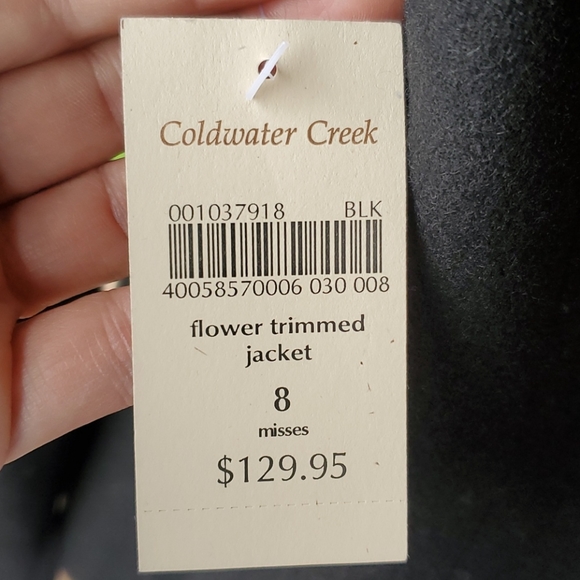 Coldwater Creek
001037918 BLK
40058570006 030 008
flower trimmed
jacket
8
misses
$129.95